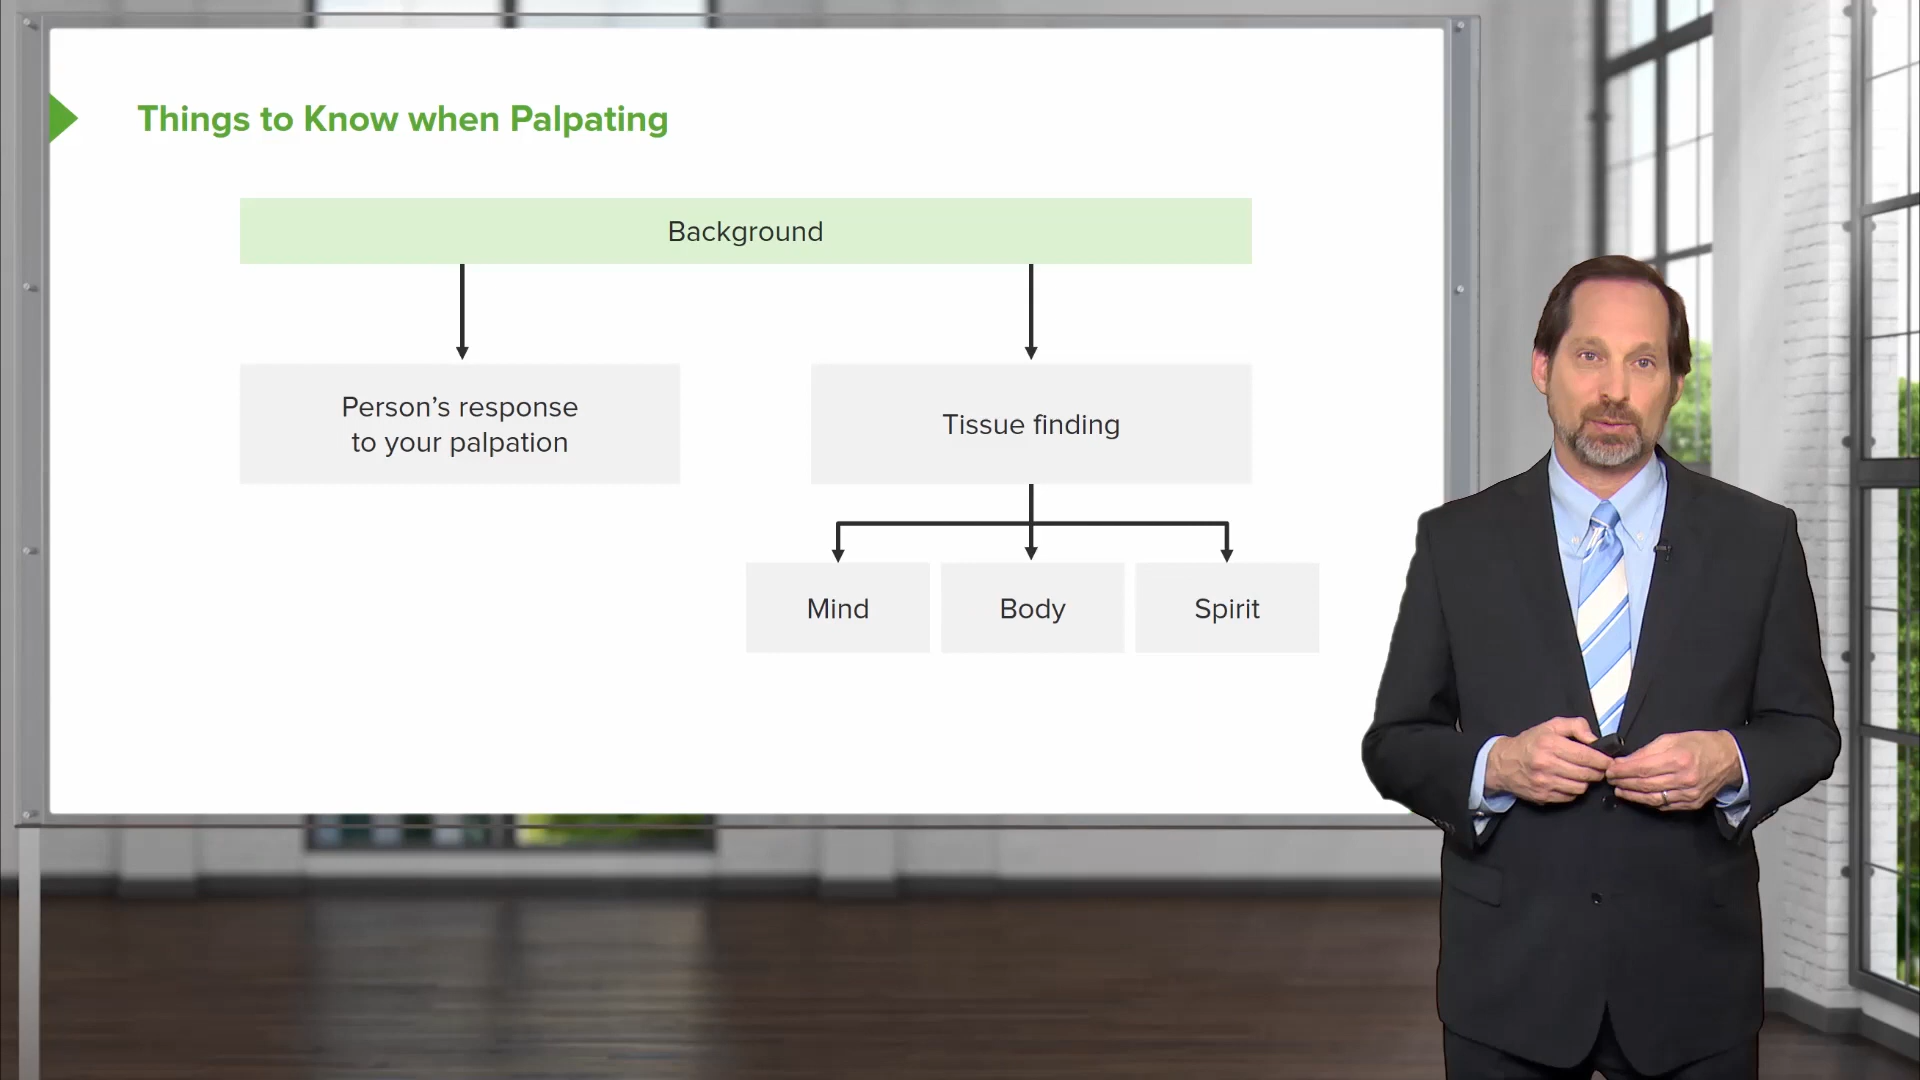 Things to Know when Palpating
Background
Person’s response
to your palpation
Tissue finding
Mind
Body
Spirit